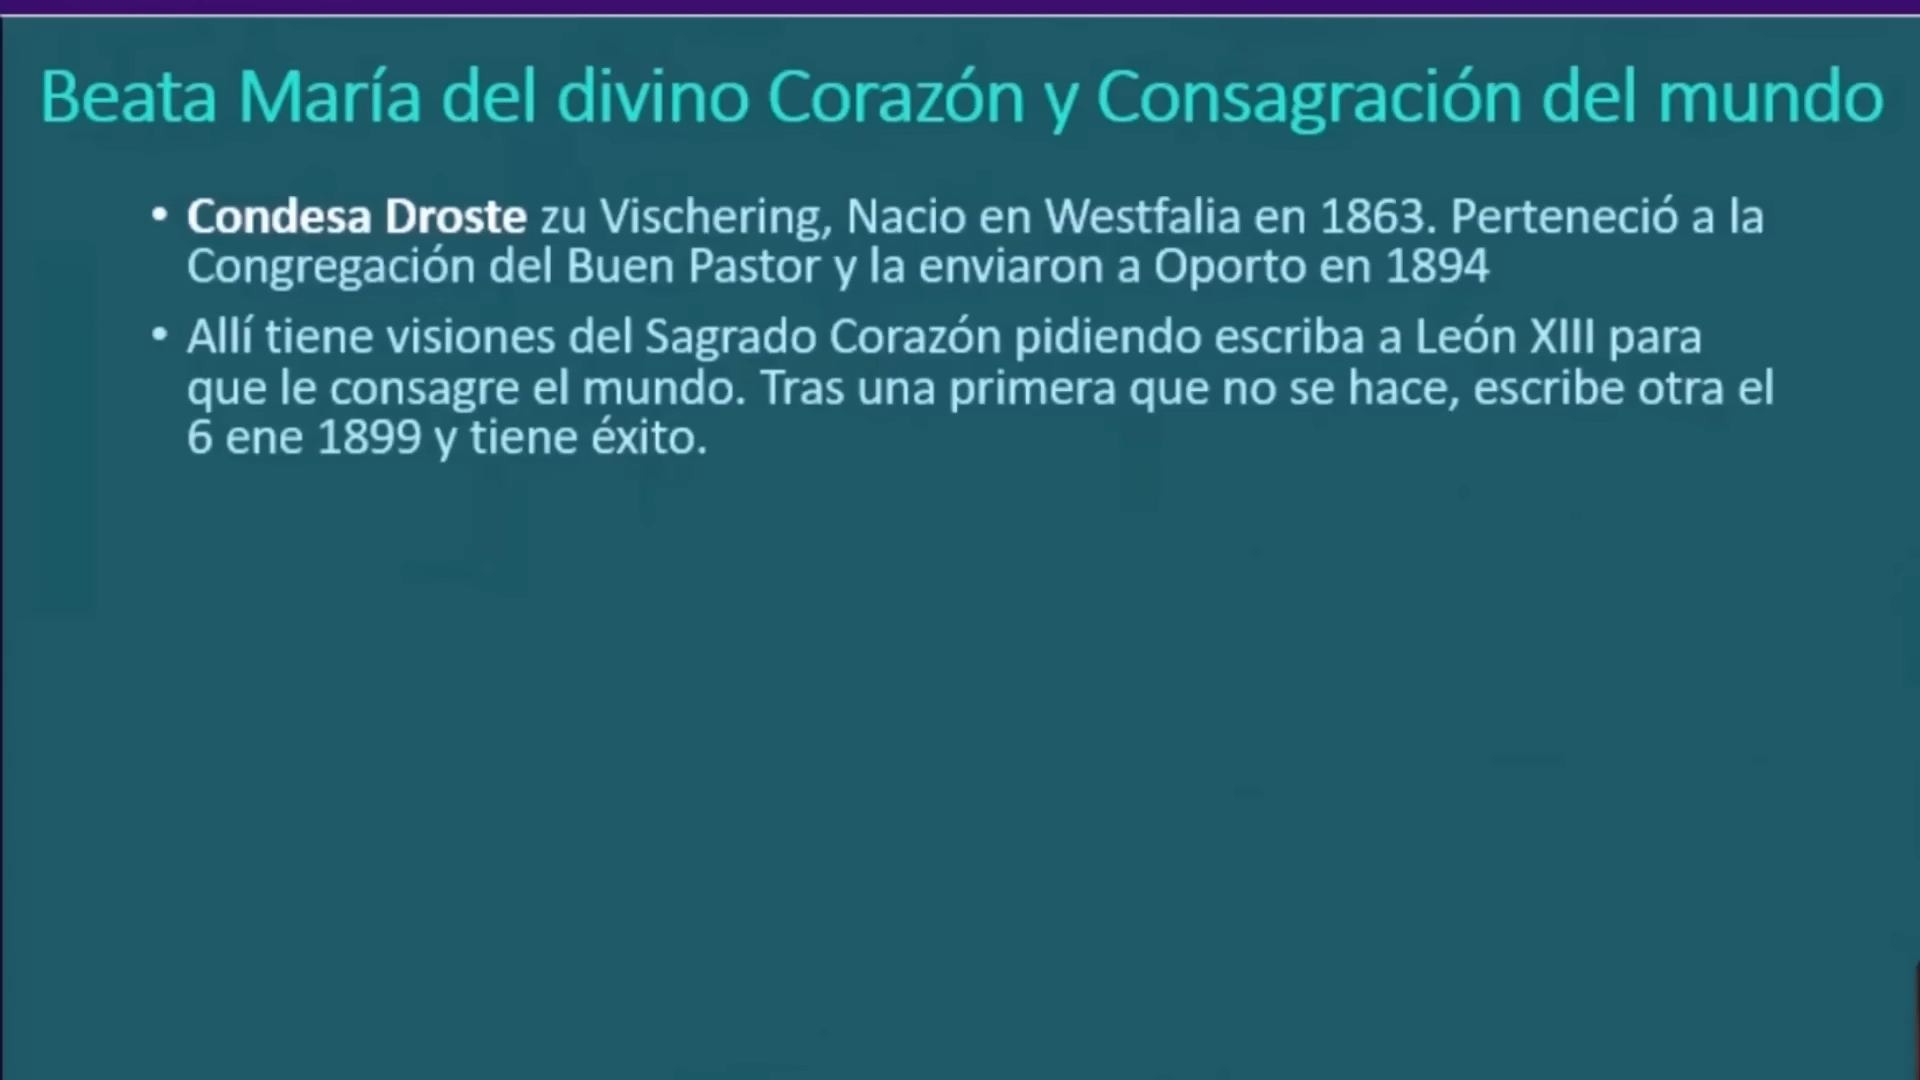 Beata María del divino Corazón y Consagración del mundo
• Condesa Droste zu Vischering, Nacio en Westfalia en 1863. Perteneció a la
Congregación del Buen Pastor y la enviaron a Oporto en 1894
• Allí tiene visiones del Sagrado Corazón pidiendo escriba a León XIII para
que le consagre el mundo. Tras una primera que no se hace, escribe otra el
6 ene 1899 y tiene éxito.